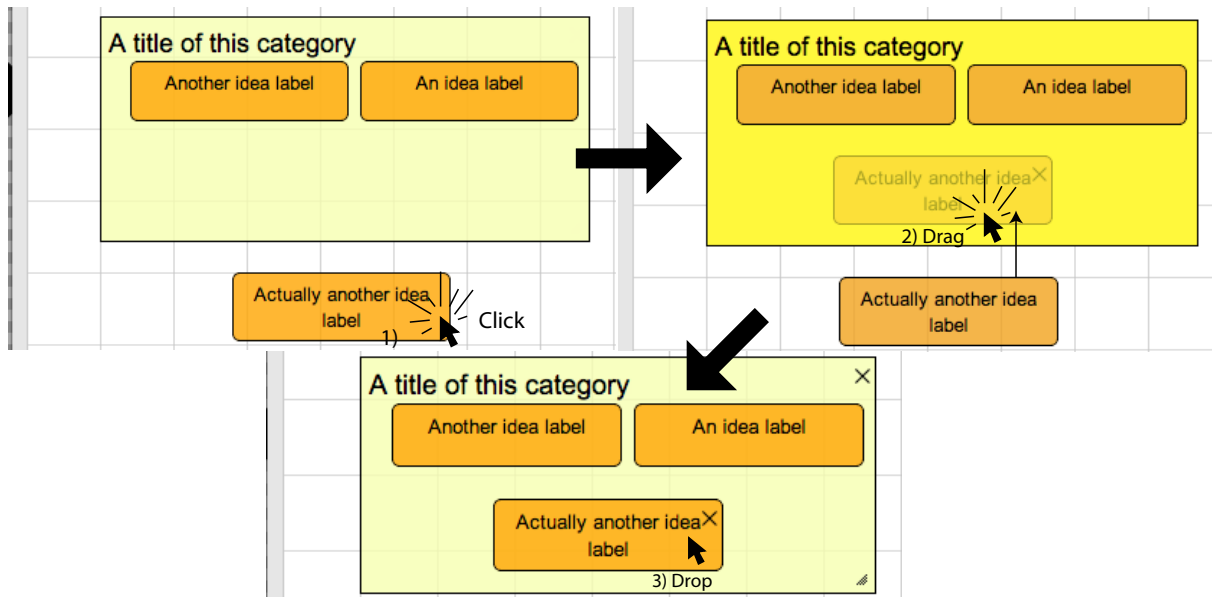 A title of this category
Another idea label
An idea label
Actually another idea
label
1)
Click
A title of this category
Another idea label
An idea label
Actually another idea
label
2) Drag
Actually another idea
label
A title of this category
Another idea label
An idea label
Actually another idea
label
3) Drop